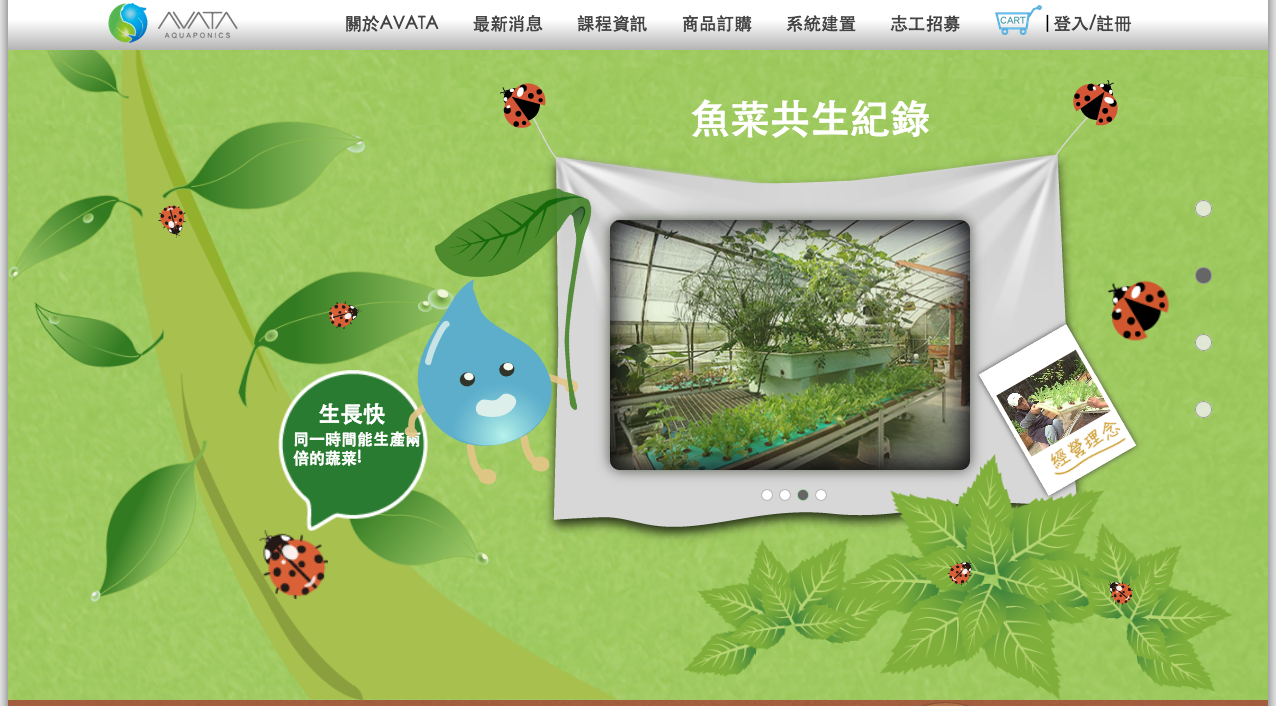 AVATA
AQUAPONICS
關於AVATA
最新消息
課程資訊
商品訂購
系統建置
志工招募
CART
登入/註冊
魚菜共生紀錄
生長快
同一時間能生產兩
倍的蔬菜!
經營理念